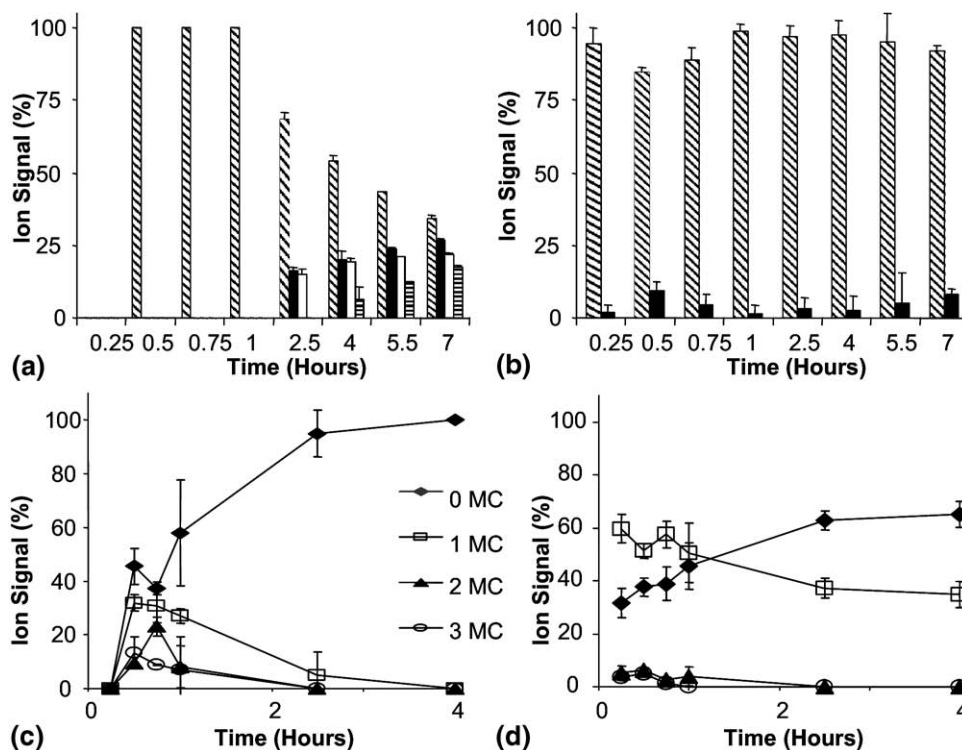 100
75
50
25
0
Ion Signal (%)
0.25 0.5 0.75 1 2.5 4 5.5 7
Time (Hours)
(a)
100
75
50
25
0
Ion Signal (%)
0.25 0.5 0.75 1 2.5 4 5.5 7
Time (Hours)
(b)
100
80
60
40
20
0
Ion Signal (%)
0 MC
1 MC
2 MC
3 MC
0 2 4
Time (Hours)
(c)
100
80
60
40
20
0
Ion Signal (%)
0 2 4
Time (Hours)
(d)